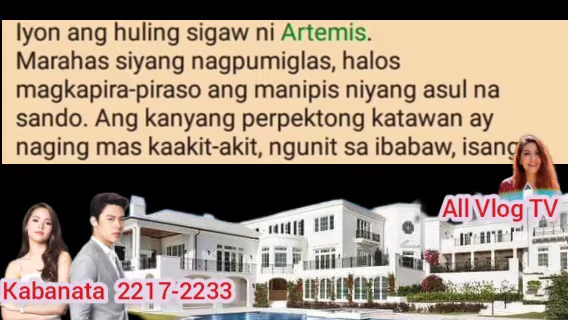 Iyon ang huling sigaw ni Artemis.
Marahas siyang nagpumiglas, halos
magkapira-piraso ang manipis niyang asul na
sando. Ang kanyang perpektong katawan ay
naging mas kaakit-akit, ngunit sa ibabaw, isang
All Vlog TV
Kabanata 2217-2233